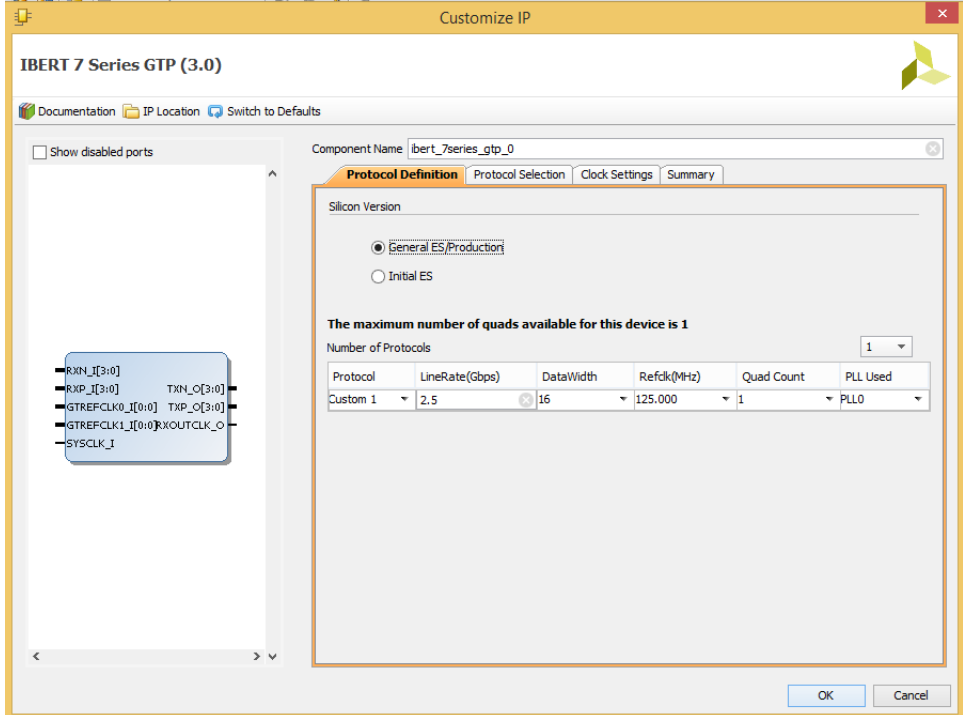 Customize IP
IBERT 7 Series GTP (3.0)
Documentation IP Location Switch to Defaults
Show disabled ports
RXN_I[3:0]
RXP_I[3:0] TXN_O[3:0]
GTREFCLK0_I[0:0] TXP_O[3:0]
GTREFCLK1_I[0:0] RXOUTCLK_O
SYSCLK_I
Component Name ibert_7series_gtp_0
Protocol Definition Protocol Selection Clock Settings Summary
Silicon Version
General ES/Production
Initial ES
The maximum number of quads available for this device is 1
Number of Protocols 1
Protocol LineRate(Gbps) DataWidth Refclk(MHz) Quad Count PLL Used
Custom 1 2.5 16 125.000 1 PLL0
OK Cancel